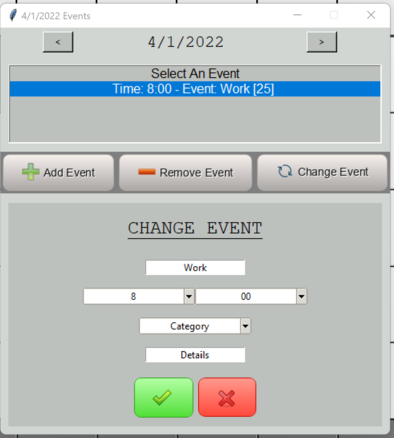 4/1/2022 Events
< 4/1/2022 >
Select An Event
Time: 8:00 - Event: Work [25]
Add Event Remove Event Change Event
CHANGE EVENT
Work
8 00
Category
Details